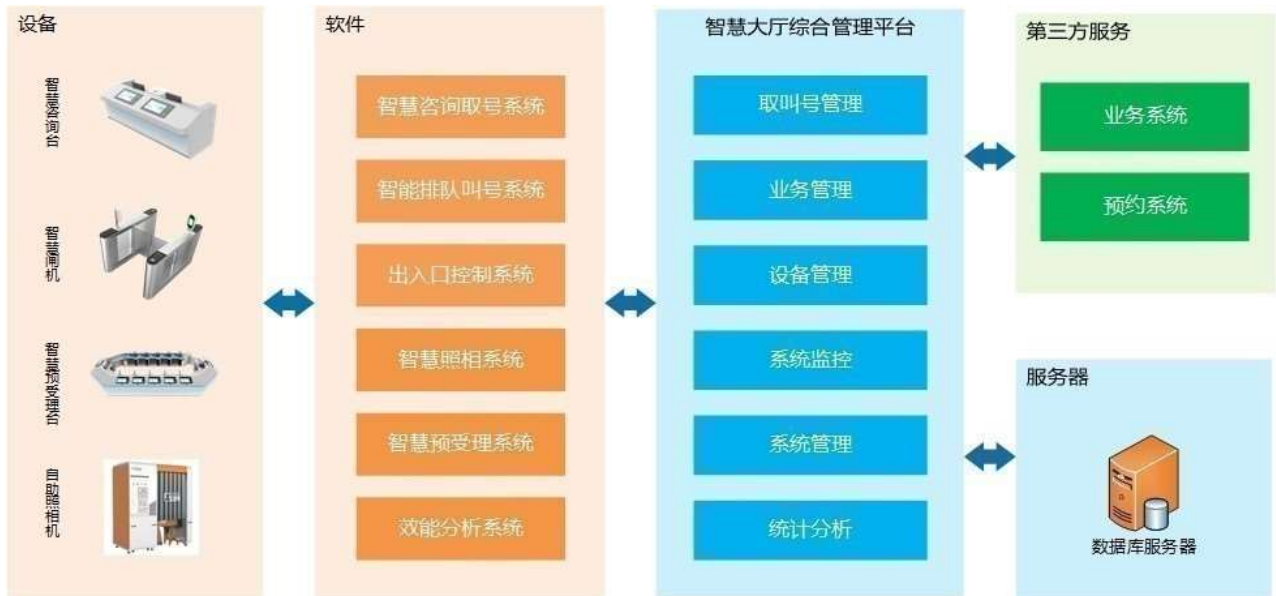 设备
智慧咨询台
智慧闸机
智慧预受理台
自助照相机
软件
智慧咨询取号系统
智能排队叫号系统
出入口控制系统
智慧照相系统
智慧预受理系统
效能分析系统
智慧大厅综合管理平台
取叫号管理
业务管理
设备管理
系统监控
系统管理
统计分析
第三方服务
业务系统
预约系统
服务器
数据库服务器